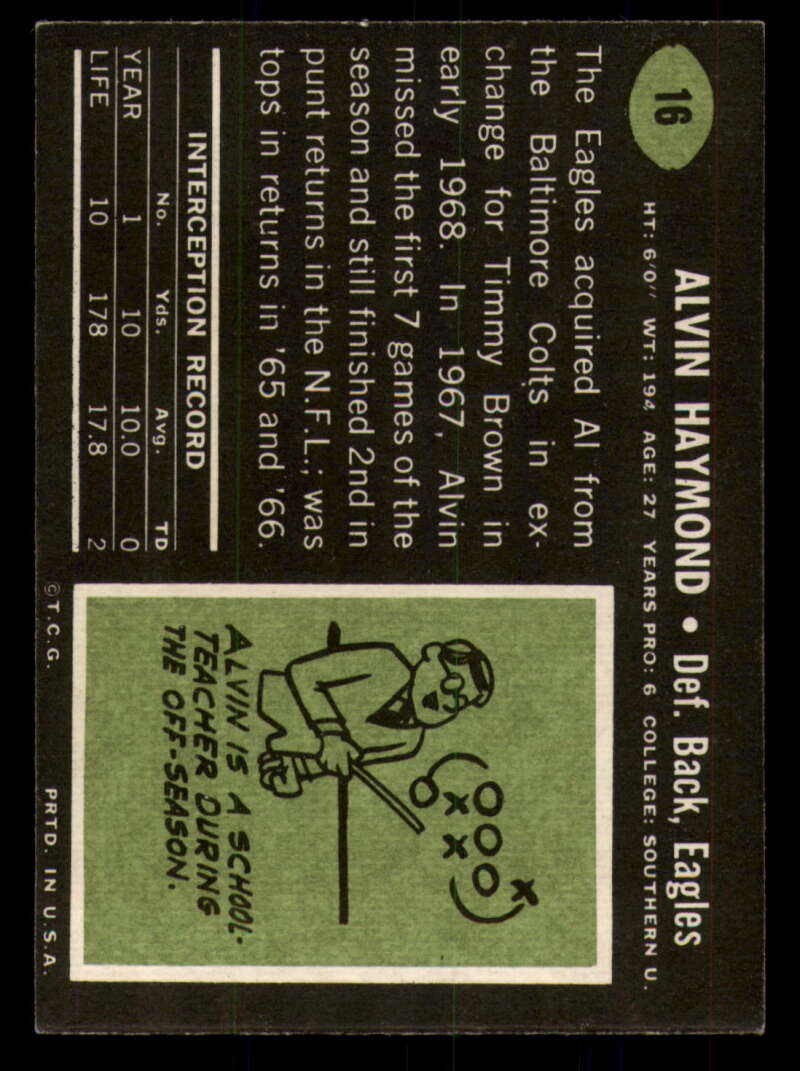 16
ALVIN HAYMOND • Def. Back, Eagles
HT: 6'0" WT: 194 AGE: 27 YEARS PRO: 6 COLLEGE: SOUTHERN U.
The Eagles acquired Al from
the Baltimore Colts in ex-
change for Timmy Brown in
early 1968. In 1967, Alvin
missed the first 7 games of the
season and still finished 2nd in
punt returns in the N.F.L.; was
tops in returns in '65 and '66.
INTERCEPTION RECORD
No. Yds. Avg. TD
YEAR 1 10 10.0 0
LIFE 10 178 17.8 2
ALVIN IS A SCHOOL-
TEACHER DURING
THE OFF-SEASON.
©T.C.G. PRTD. IN U.S.A.